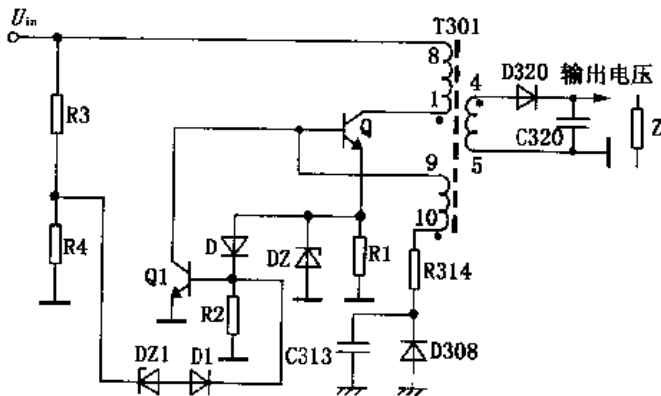 Uin
T301
8
R3
1
Q
4
D320
输出电压
C320
Z
5
9
10
R4
D
DZ
R1
Q1
R2
R314
DZ1
D1
C313
D308